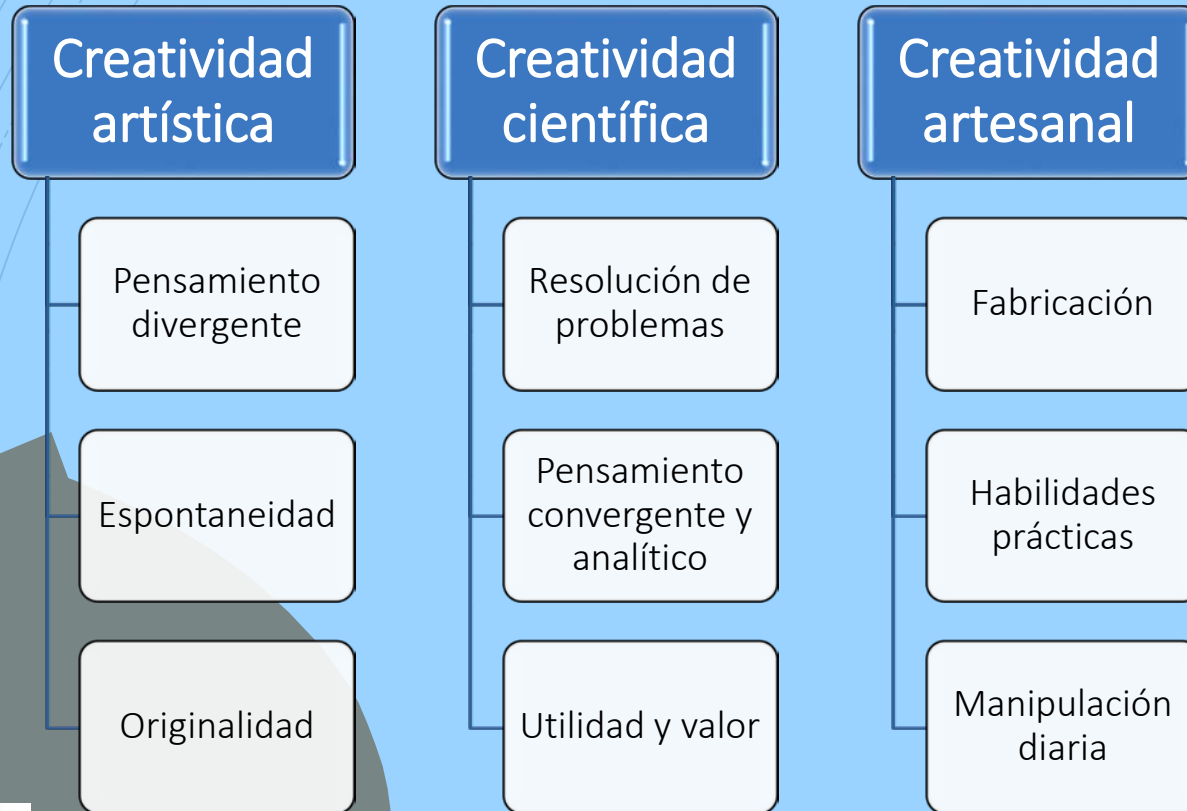 Creatividad
artística
Pensamiento
divergente
Espontaneidad
Originalidad
Creatividad
científica
Resolución de
problemas
Pensamiento
convergente y
analítico
Utilidad y valor
Creatividad
artesanal
Fabricación
Habilidades
prácticas
Manipulación
diaria